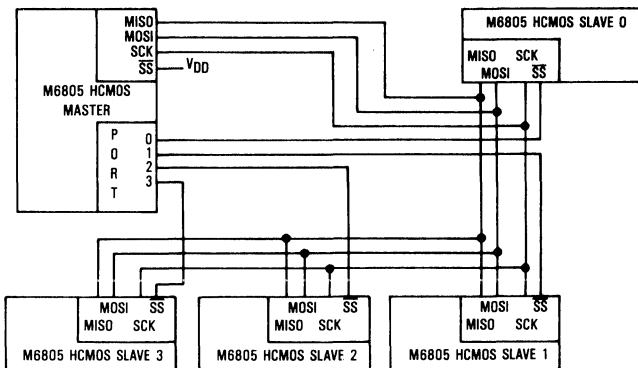 MISO
MOSI
SCK
SS
VDD
M6805 HCMOS
MASTER
P
O
R
T
0
1
2
3
M6805 HCMOS SLAVE 0
MISO SCK
MOSI SS
MOSI SS
MISO SCK
M6805 HCMOS SLAVE 3
MOSI SS
MISO SCK
M6805 HCMOS SLAVE 2
MOSI SS
MISO SCK
M6805 HCMOS SLAVE 1